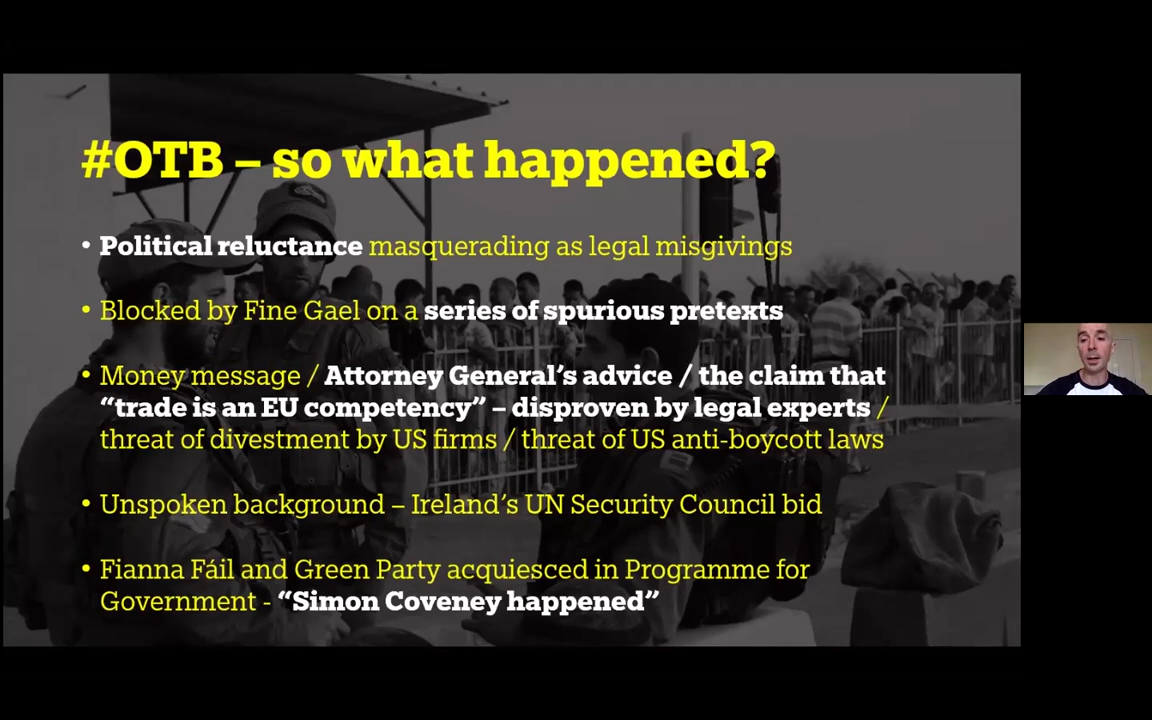 #OTB – so what happened?
• Political reluctance masquerading as legal misgivings
• Blocked by Fine Gael on a series of spurious pretexts
• Money message / Attorney General’s advice / the claim that
“trade is an EU competency” – disproven by legal experts /
threat of divestment by US firms / threat of US anti-boycott laws
• Unspoken background – Ireland’s UN Security Council bid
• Fianna Fáil and Green Party acquiesced in Programme for
Government - “Simon Coveney happened”